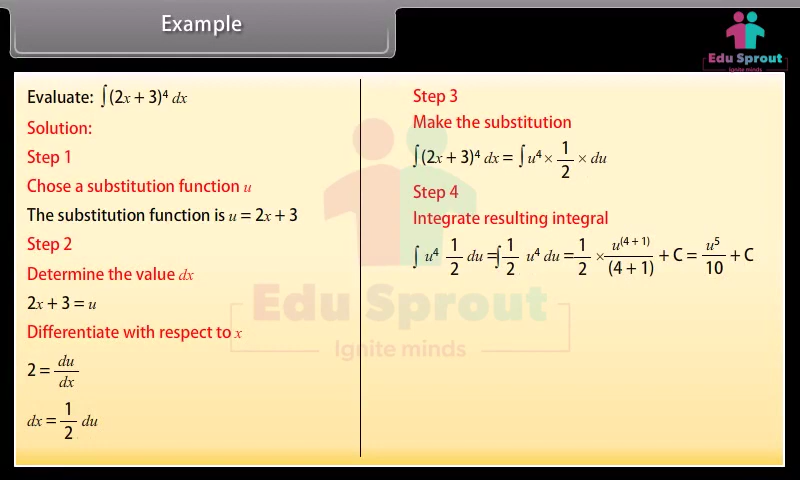 Example
Edu Sprout
Ignite minds
Evaluate: ∫(2x + 3)⁴ dx
Solution:
Step 1
Chose a substitution function u
The substitution function is u = 2x + 3
Step 2
Determine the value dx
2x + 3 = u
Differentiate with respect to x
2 = du/dx
dx = 1/2 du
Step 3
Make the substitution
∫(2x + 3)⁴ dx = ∫u⁴ × 1/2 × du
Step 4
Integrate resulting integral
∫ u⁴ 1/2 du = ∫ 1/2 u⁴ du = 1/2 × u⁽⁴ ⁺ ¹⁾/(4 + 1) + C = u⁵/10 + C
Edu Sprout
Ignite minds